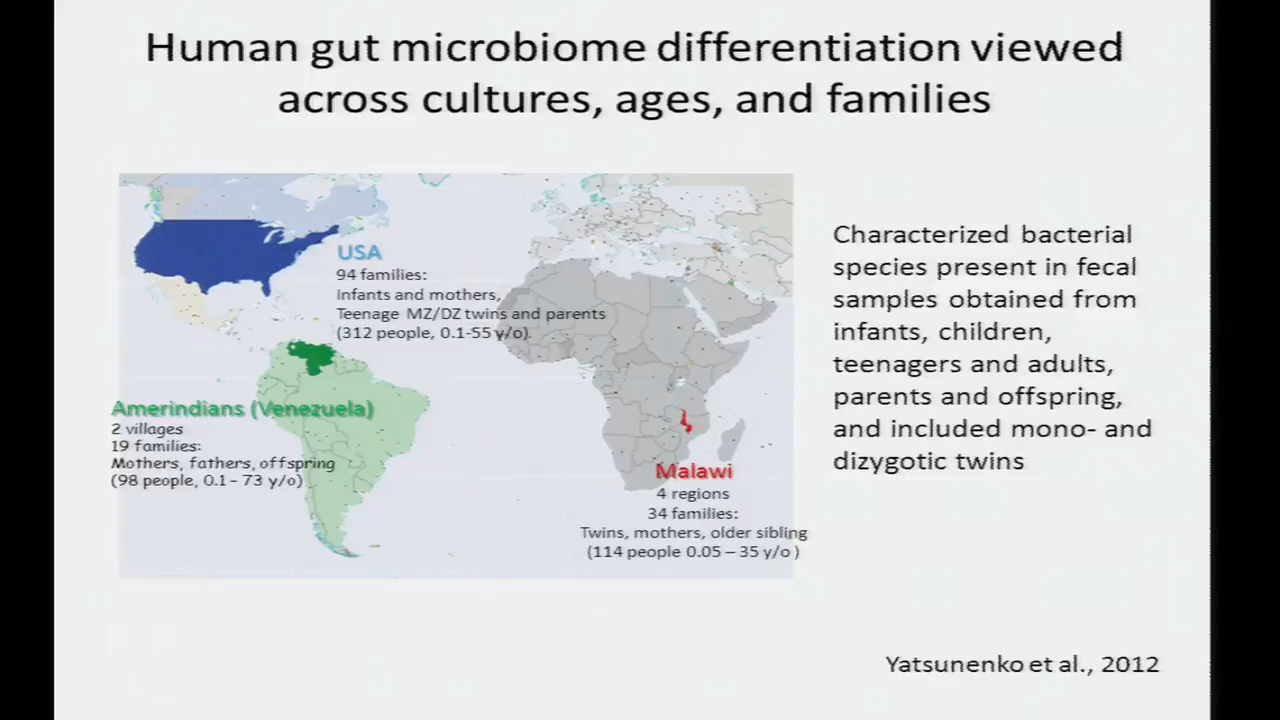 Human gut microbiome differentiation viewed
across cultures, ages, and families
USA
94 families:
Infants and mothers,
Teenage MZ/DZ twins and parents
(312 people, 0.1-55 y/o).
Amerindians (Venezuela)
2 villages
19 families:
Mothers, fathers, offspring
(98 people, 0.1 – 73 y/o)
Malawi
4 regions
34 families:
Twins, mothers, older sibling
(114 people 0.05 – 35 y/o )
Characterized bacterial
species present in fecal
samples obtained from
infants, children,
teenagers and adults,
parents and offspring,
and included mono- and
dizygotic twins
Yatsunenko et al., 2012